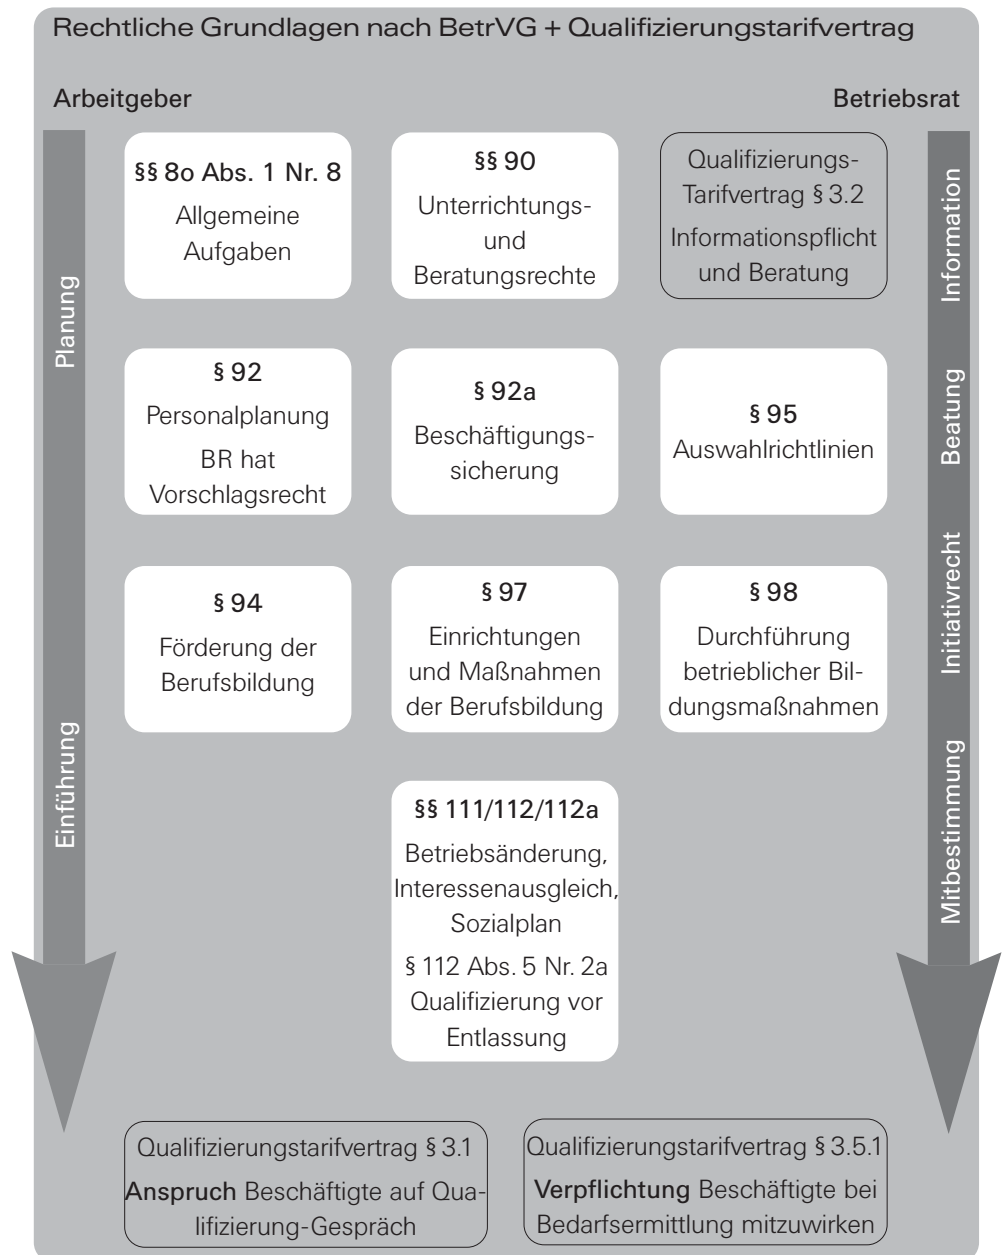 Rechtliche Grundlagen nach BetrVG + Qualifizierungstarifvertrag
Arbeitgeber
Betriebsrat
Planung
Einführung
§§ 8o Abs. 1 Nr. 8
Allgemeine
Aufgaben
§§ 90
Unterrichtungs-
und
Beratungsrechte
Qualifizierungs-
Tarifvertrag § 3.2
Informationspflicht
und Beratung
§ 92
Personalplanung
BR hat
Vorschlagsrecht
§ 92a
Beschäftigungs-
sicherung
§ 95
Auswahlrichtlinien
§ 94
Förderung der
Berufsbildung
§ 97
Einrichtungen
und Maßnahmen
der Berufsbildung
§ 98
Durchführung
betrieblicher Bil-
dungsmaßnahmen
§§ 111/112/112a
Betriebsänderung,
Interessenausgleich,
Sozialplan
§ 112 Abs. 5 Nr. 2a
Qualifizierung vor
Entlassung
Information
Beatung
Initiativrecht
Mitbestimmung
Qualifizierungstarifvertrag § 3.1
Anspruch Beschäftigte auf Qua-
lifizierung-Gespräch
Qualifizierungstarifvertrag § 3.5.1
Verpflichtung Beschäftigte bei
Bedarfsermittlung mitzuwirken